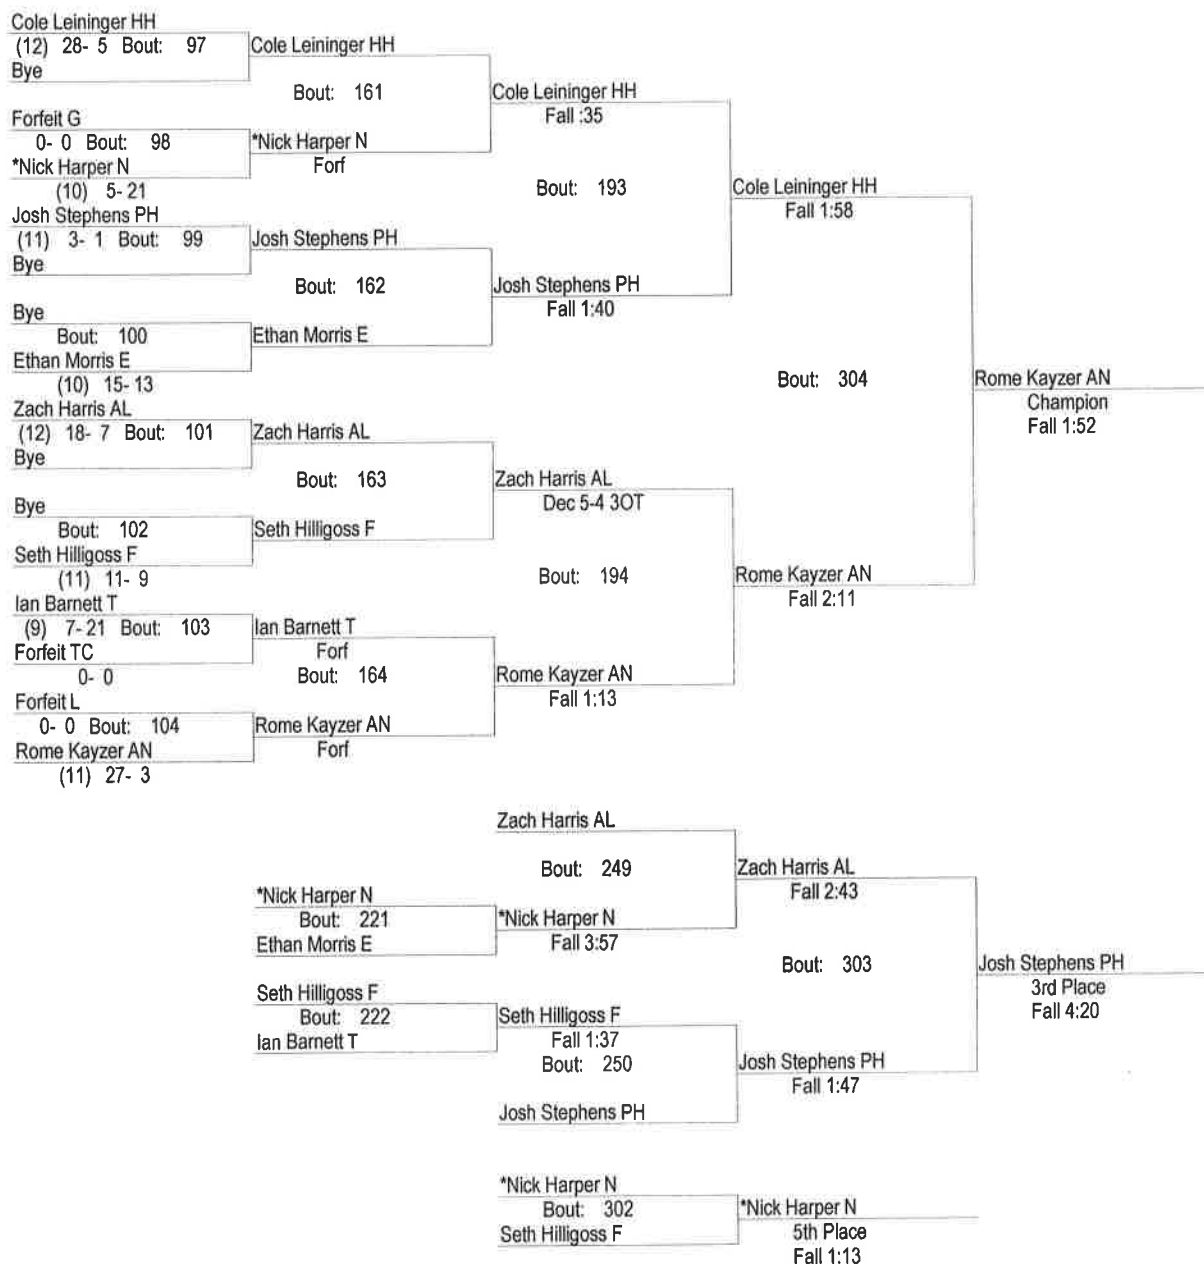 Cole Leininger HH
(12) 28- 5 Bout: 97
Bye
Forfeit G
0- 0 Bout: 98
*Nick Harper N
(10) 5- 21
Josh Stephens PH
(11) 3- 1 Bout: 99
Bye
Bye
Bout: 100
Ethan Morris E
(10) 15- 13
Zach Harris AL
(12) 18- 7 Bout: 101
Bye
Bye
Bout: 102
Seth Hilligoss F
(11) 11- 9
Ian Barnett T
(9) 7- 21 Bout: 103
Forfeit TC
0- 0
Forfeit L
0- 0 Bout: 104
Rome Kayzer AN
(11) 27- 3
Cole Leininger HH
Bout: 161
*Nick Harper N
Forf
Josh Stephens PH
Bout: 162
Ethan Morris E
Zach Harris AL
Bout: 163
Seth Hilligoss F
Ian Barnett T
Forf
Bout: 164
Rome Kayzer AN
Forf
Cole Leininger HH
Fall :35
Bout: 193
Josh Stephens PH
Fall 1:40
Zach Harris AL
Dec 5-4 3OT
Bout: 194
Rome Kayzer AN
Fall 1:13
Cole Leininger HH
Fall 1:58
Bout: 304
Rome Kayzer AN
Fall 2:11
Rome Kayzer AN
Champion
Fall 1:52
*Nick Harper N
Bout: 221
Ethan Morris E
Seth Hilligoss F
Bout: 222
Ian Barnett T
Zach Harris AL
Bout: 249
*Nick Harper N
Fall 3:57
Seth Hilligoss F
Fall 1:37
Bout: 250
Josh Stephens PH
Zach Harris AL
Fall 2:43
Bout: 303
Josh Stephens PH
Fall 1:47
Josh Stephens PH
3rd Place
Fall 4:20
*Nick Harper N
Bout: 302
Seth Hilligoss F
*Nick Harper N
5th Place
Fall 1:13